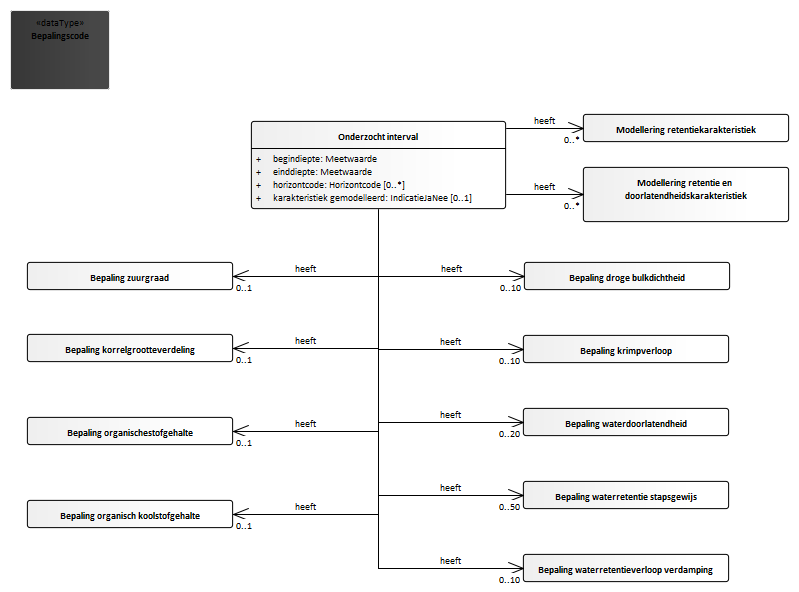 «dataType»
Bepalingscode
Onderzocht interval
+ begindiepte: Meetwaarde
+ einddiepte: Meetwaarde
+ horizontcode: Horizontcode [0..*]
+ karakteristiek gemodelleerd: IndicatieJaNee [0..1]
heeft
0..*
Modellering retentiekarakteristiek
heeft
0..*
Modellering retentie en
doorlatendheidskarakteristiek
Bepaling zuurgraad
heeft
0..1
heeft
0..10
Bepaling droge bulkdichtheid
Bepaling korrelgrootteverdeling
heeft
0..1
heeft
0..10
Bepaling krimpverloop
Bepaling organischestofgehalte
heeft
0..1
heeft
0..20
Bepaling waterdoorlatendheid
Bepaling organisch koolstofgehalte
heeft
0..1
heeft
0..50
Bepaling waterretentie stapsgewijs
heeft
0..10
Bepaling waterretentieverloop verdamping